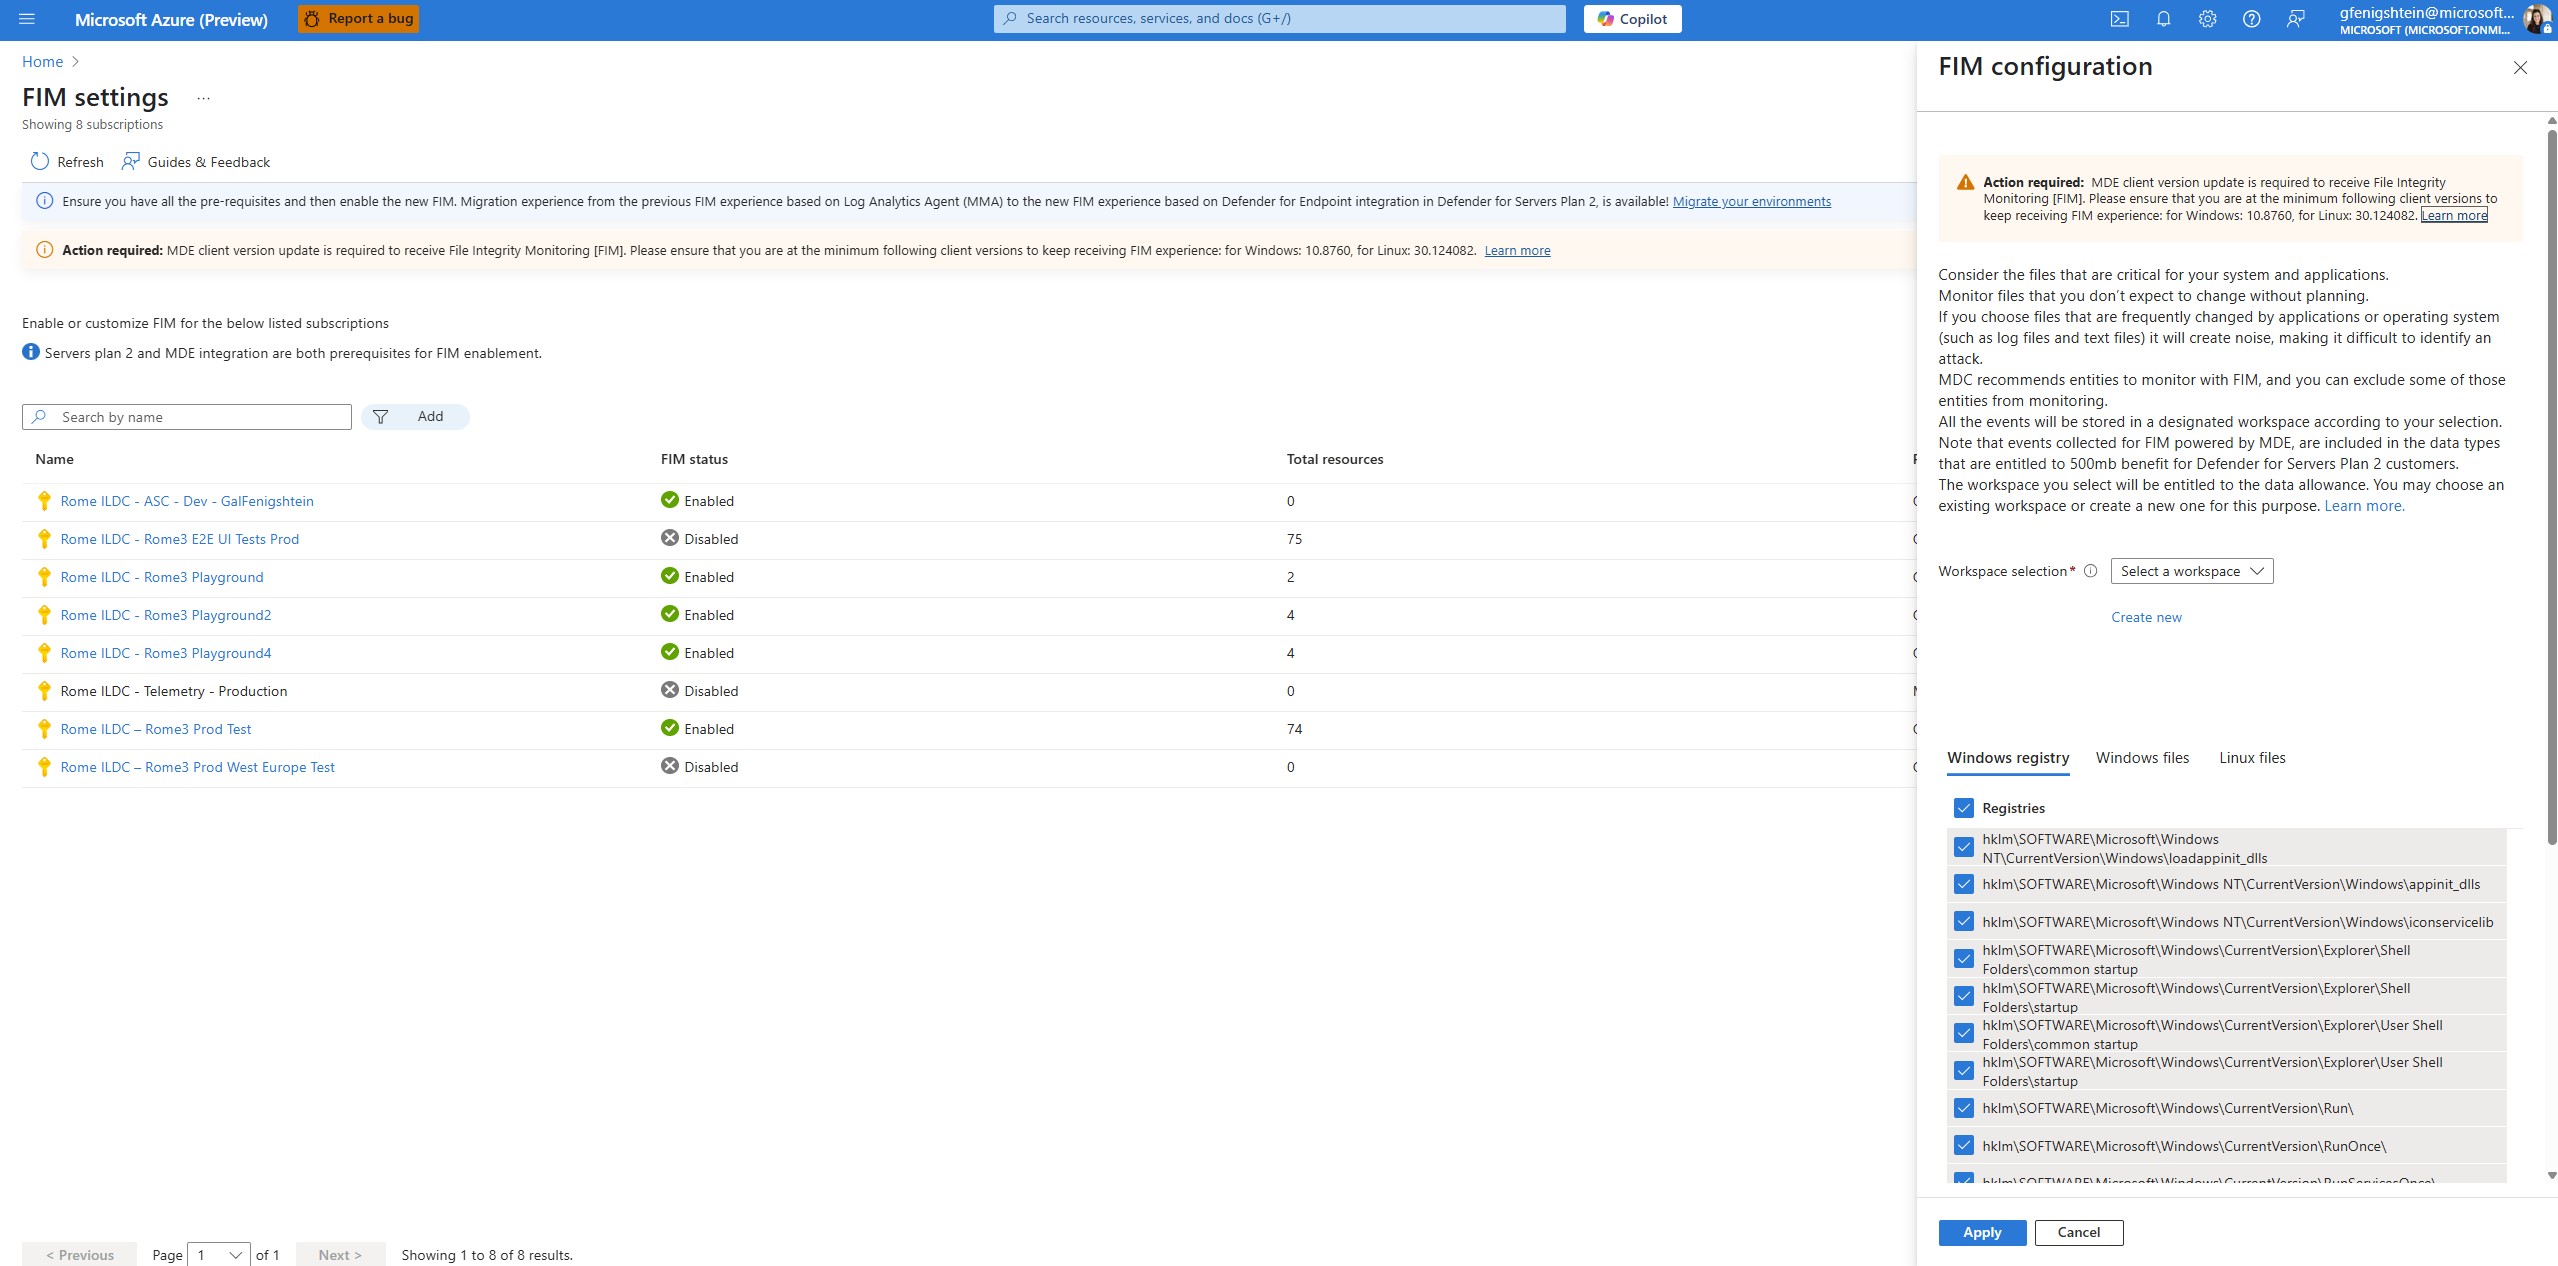 Microsoft Azure (Preview)
Report a bug
Search resources, services, and docs (G+/)
Copilot
gfenigshtein@microsoft...
MICROSOFT (MICROSOFT.ONMI...
Home
FIM settings
...
Showing 8 subscriptions
Refresh
Guides & Feedback
Ensure you have all the pre-requisites and then enable the new FIM. Migration experience from the previous FIM experience based on Log Analytics Agent (MMA) to the new FIM experience based on Defender for Endpoint integration in Defender for Servers Plan 2, is available! Migrate your environments
Action required: MDE client version update is required to receive File Integrity Monitoring [FIM]. Please ensure that you are at the minimum following client versions to keep receiving FIM experience: for Windows: 10.8760, for Linux: 30.124082. Learn more
Enable or customize FIM for the below listed subscriptions
Servers plan 2 and MDE integration are both prerequisites for FIM enablement.
Search by name
Add
Name FIM status Total resources
Rome ILDC - ASC - Dev - GalFenigshtein Enabled 0
Rome ILDC - Rome3 E2E UI Tests Prod Disabled 75
Rome ILDC - Rome3 Playground Enabled 2
Rome ILDC - Rome3 Playground2 Enabled 4
Rome ILDC - Rome3 Playground4 Enabled 4
Rome ILDC - Telemetry - Production Disabled 0
Rome ILDC – Rome3 Prod Test Enabled 74
Rome ILDC – Rome3 Prod West Europe Test Disabled 0
< Previous Page 1 of 1 Next > Showing 1 to 8 of 8 results.
FIM configuration
Action required: MDE client version update is required to receive File Integrity
Monitoring [FIM]. Please ensure that you are at the minimum following client versions to
keep receiving FIM experience: for Windows: 10.8760, for Linux: 30.124082. Learn more
Consider the files that are critical for your system and applications.
Monitor files that you don't expect to change without planning.
If you choose files that are frequently changed by applications or operating system
(such as log files and text files) it will create noise, making it difficult to identify an
attack.
MDC recommends entities to monitor with FIM, and you can exclude some of those
entities from monitoring.
All the events will be stored in a designated workspace according to your selection.
Note that events collected for FIM powered by MDE, are included in the data types
that are entitled to 500mb benefit for Defender for Servers Plan 2 customers.
The workspace you select will be entitled to the data allowance. You may choose an
existing workspace or create a new one for this purpose. Learn more.
Workspace selection* Select a workspace
Create new
Windows registry Windows files Linux files
Registries
hklm\SOFTWARE\Microsoft\Windows
NT\CurrentVersion\Windows\loadappinit_dlls
hklm\SOFTWARE\Microsoft\Windows NT\CurrentVersion\Windows\appinit_dlls
hklm\SOFTWARE\Microsoft\Windows NT\CurrentVersion\Windows\iconservicelib
hklm\SOFTWARE\Microsoft\Windows\CurrentVersion\Explorer\Shell
Folders\common startup
hklm\SOFTWARE\Microsoft\Windows\CurrentVersion\Explorer\Shell
Folders\startup
hklm\SOFTWARE\Microsoft\Windows\CurrentVersion\Explorer\User Shell
Folders\common startup
hklm\SOFTWARE\Microsoft\Windows\CurrentVersion\Explorer\User Shell
Folders\startup
hklm\SOFTWARE\Microsoft\Windows\CurrentVersion\Run\
hklm\SOFTWARE\Microsoft\Windows\CurrentVersion\RunOnce\
hklm\SOFTWARE\Microsoft\Windows\CurrentVersion\RunServicesOnce\
Apply
Cancel